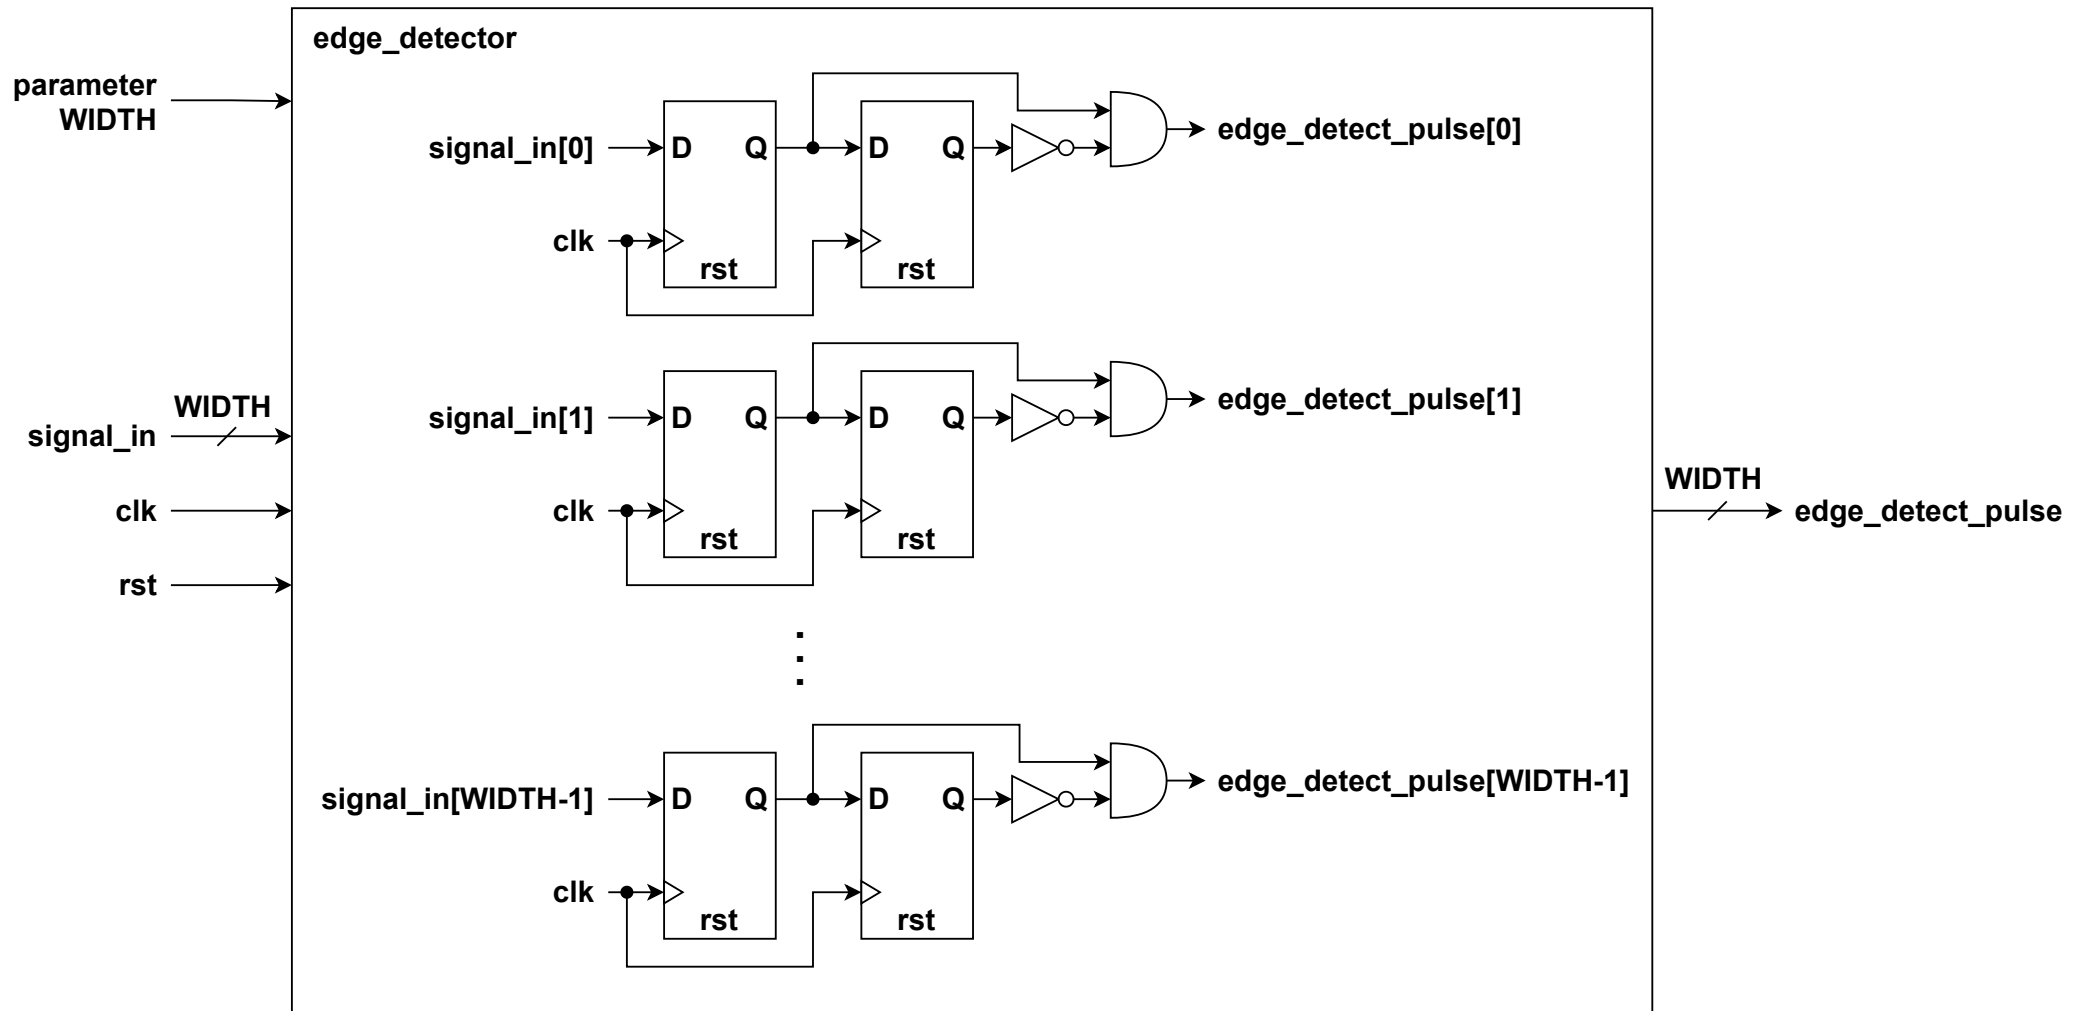 edge_detector
parameter
WIDTH
signal_in[0]
D Q
D Q
edge_detect_pulse[0]
clk
rst
rst
WIDTH
signal_in
clk
rst
signal_in[1]
D Q
D Q
edge_detect_pulse[1]
clk
rst
rst
WIDTH
edge_detect_pulse
signal_in[WIDTH-1]
D Q
D Q
edge_detect_pulse[WIDTH-1]
clk
rst
rst